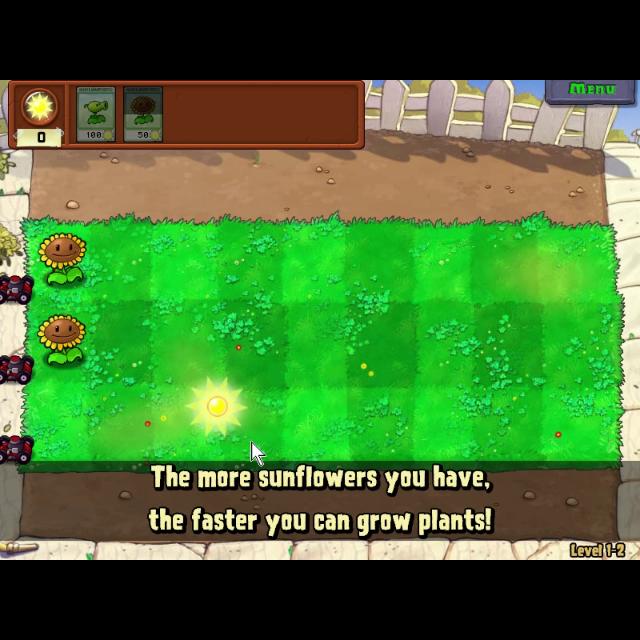 Menu
0
100
50
The more sunflowers you have,
the faster you can grow plants!
Level 1-2